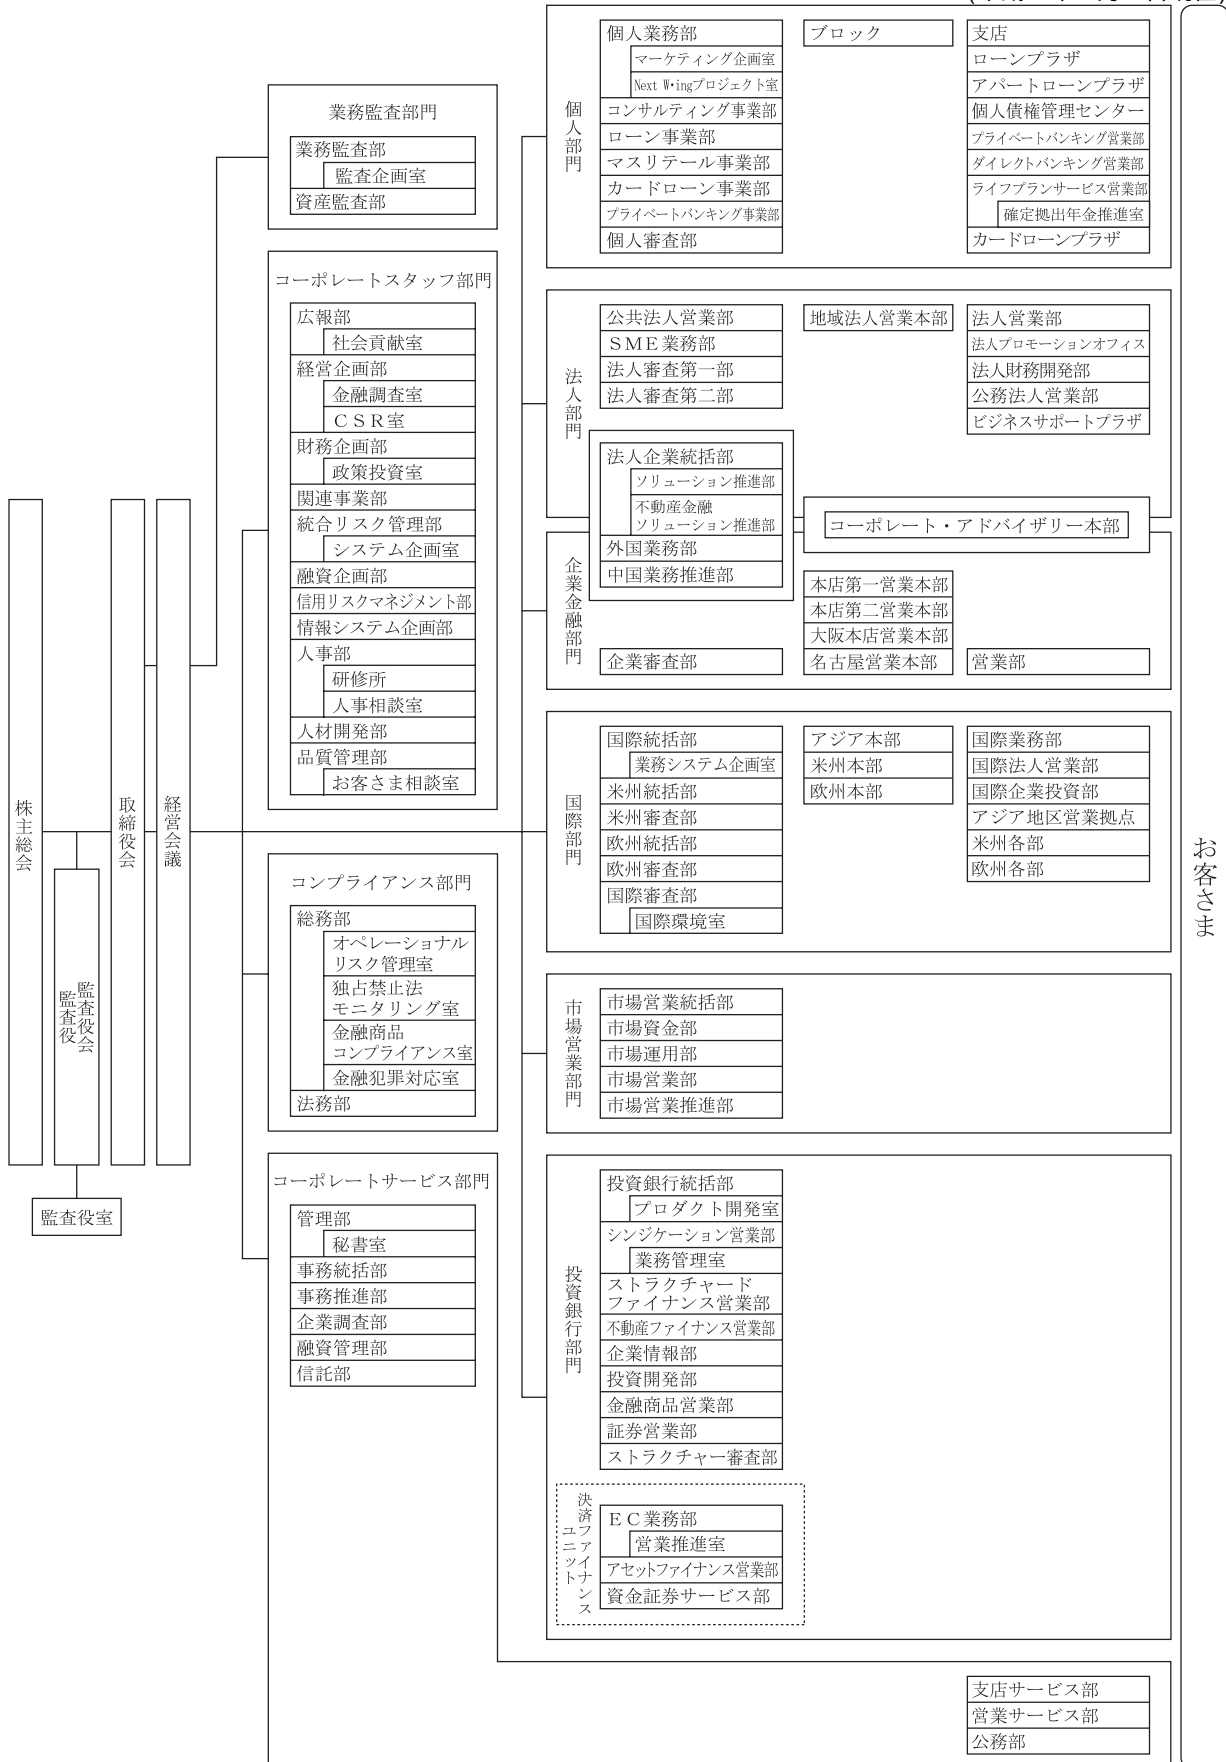 株主総会
監査役会
監査役
監査役室
取締役会
経営会議
業務監査部門
業務監査部
監査企画室
資産監査部
コーポレートスタッフ部門
広報部
社会貢献室
経営企画部
金融調査室
ＣＳＲ室
財務企画部
政策投資室
関連事業部
統合リスク管理部
システム企画室
融資企画部
信用リスクマネジメント部
情報システム企画部
人事部
研修所
人事相談室
人材開発部
品質管理部
お客さま相談室
コンプライアンス部門
総務部
オペレーショナル
リスク管理室
独占禁止法
モニタリング室
金融商品
コンプライアンス室
金融犯罪対応室
法務部
コーポレートサービス部門
管理部
秘書室
事務統括部
事務推進部
企業調査部
融資管理部
信託部
個人部門
個人業務部
マーケティング企画室
Next W・ingプロジェクト室
コンサルティング事業部
ローン事業部
マスリテール事業部
カードローン事業部
プライベートバンキング事業部
個人審査部
ブロック
支店
ローンプラザ
アパートローンプラザ
個人債権管理センター
プライベートバンキング営業部
ダイレクトバンキング営業部
ライフプランサービス営業部
確定拠出年金推進室
カードローンプラザ
法人部門
公共法人営業部
ＳＭＥ業務部
法人審査第一部
法人審査第二部
地域法人営業本部
法人営業部
法人プロモーションオフィス
法人財務開発部
公務法人営業部
ビジネスサポートプラザ
法人企業統括部
ソリューション推進部
不動産金融
ソリューション推進部
外国業務部
中国業務推進部
コーポレート・アドバイザリー本部
企業金融部門
企業審査部
本店第一営業本部
本店第二営業本部
大阪本店営業本部
名古屋営業本部
営業部
国際部門
国際統括部
業務システム企画室
米州統括部
米州審査部
欧州統括部
欧州審査部
国際審査部
国際環境室
アジア本部
米州本部
欧州本部
国際業務部
国際法人営業部
国際企業投資部
アジア地区営業拠点
米州各部
欧州各部
市場営業部門
市場営業統括部
市場資金部
市場運用部
市場営業部
市場営業推進部
投資銀行部門
投資銀行統括部
プロダクト開発室
シンジケーション営業部
業務管理室
ストラクチャード
ファイナンス営業部
不動産ファイナンス営業部
企業情報部
投資開発部
金融商品営業部
証券営業部
ストラクチャー審査部
決済ファイナンス
ユニット
ＥＣ業務部
営業推進室
アセットファイナンス営業部
資金証券サービス部
支店サービス部
営業サービス部
公務部
お客さま